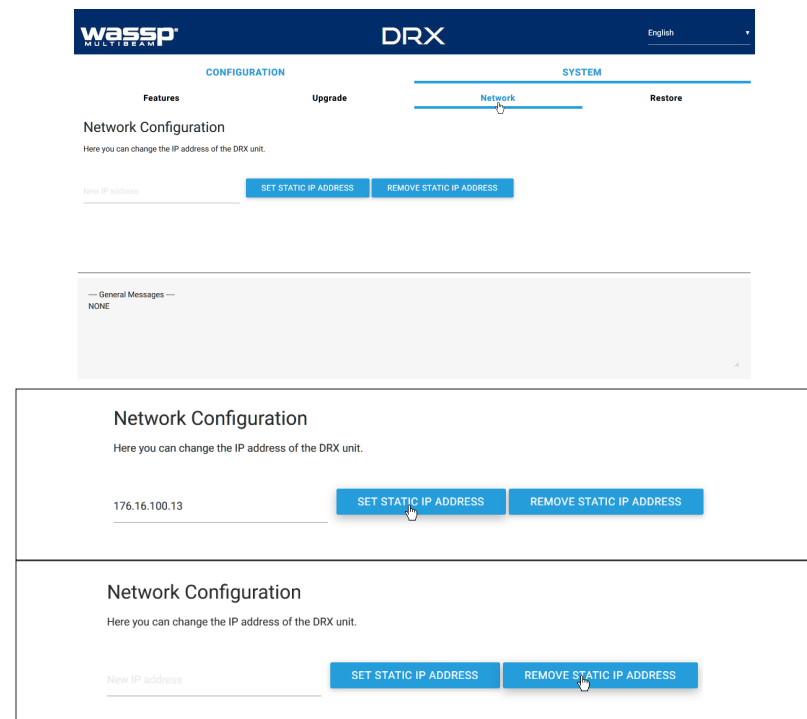 wassp
MULTIBEAM
DRX
English
CONFIGURATION
SYSTEM
Features
Upgrade
Network
Restore
Network Configuration
Here you can change the IP address of the DRX unit.
New IP address
SET STATIC IP ADDRESS
REMOVE STATIC IP ADDRESS
---- General Messages ----
NONE
Network Configuration
Here you can change the IP address of the DRX unit.
176.16.100.13
SET STATIC IP ADDRESS
REMOVE STATIC IP ADDRESS
Network Configuration
Here you can change the IP address of the DRX unit.
New IP address
SET STATIC IP ADDRESS
REMOVE STATIC IP ADDRESS